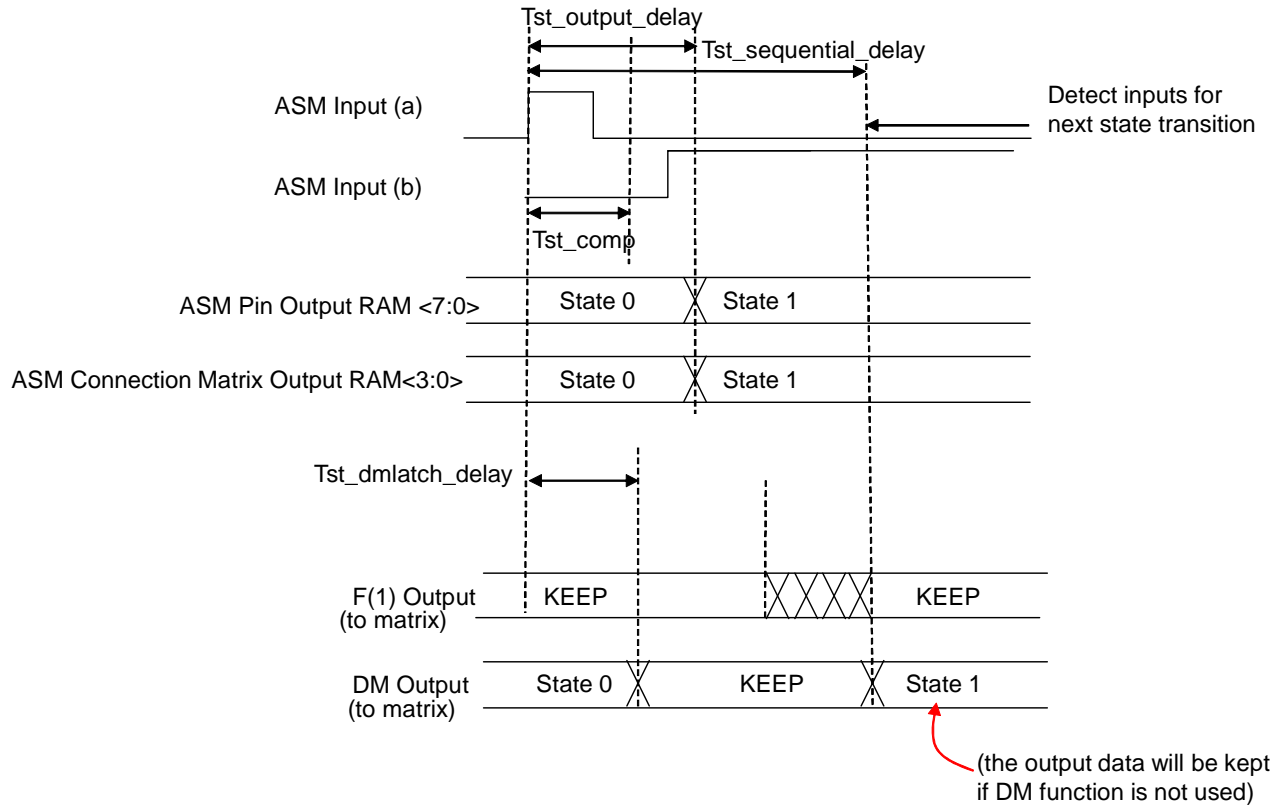 Tst_output_delay
Tst_sequential_delay
ASM Input (a)
Detect inputs for
next state transition
ASM Input (b)
Tst_comp
ASM Pin Output RAM <7:0>
State 0
State 1
ASM Connection Matrix Output RAM<3:0>
State 0
State 1
Tst_dmlatch_delay
F(1) Output
(to matrix)
KEEP
KEEP
DM Output
(to matrix)
State 0
KEEP
State 1
(the output data will be kept
if DM function is not used)